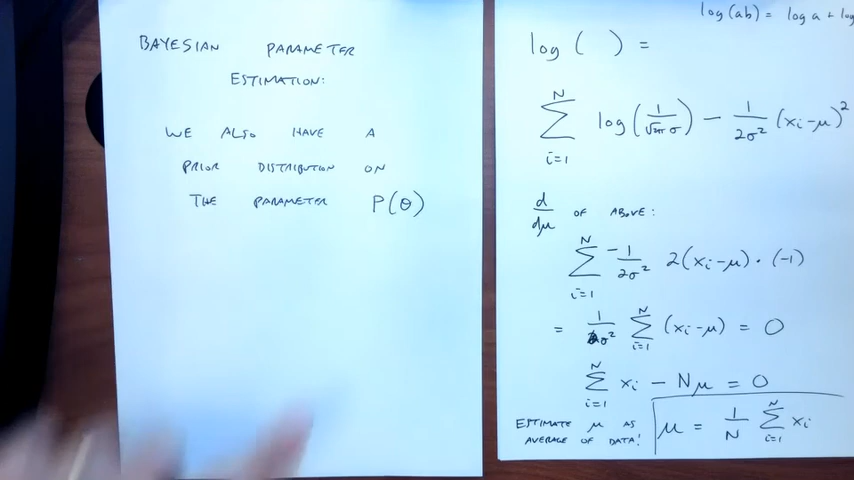 BAYESIAN PARAMETER
ESTIMATION:
WE ALSO HAVE A
PRIOR DISTRIBUTION ON
THE PARAMETER P(θ)
log(ab) = log a + log
log ( ) =
∑_{i=1}^{N} log(1/(√2π σ)) − 1/(2σ²) (xᵢ−μ)²
d/dμ OF ABOVE:
∑_{i=1}^{N} −1/(2σ²) 2(xᵢ−μ)·(−1)
= 1/σ² ∑_{i=1}^{N} (xᵢ−μ) = 0
∑_{i=1}^{N} xᵢ − Nμ = 0
ESTIMATE μ AS
AVERAGE OF DATA!
μ = 1/N ∑_{i=1}^{N} xᵢ